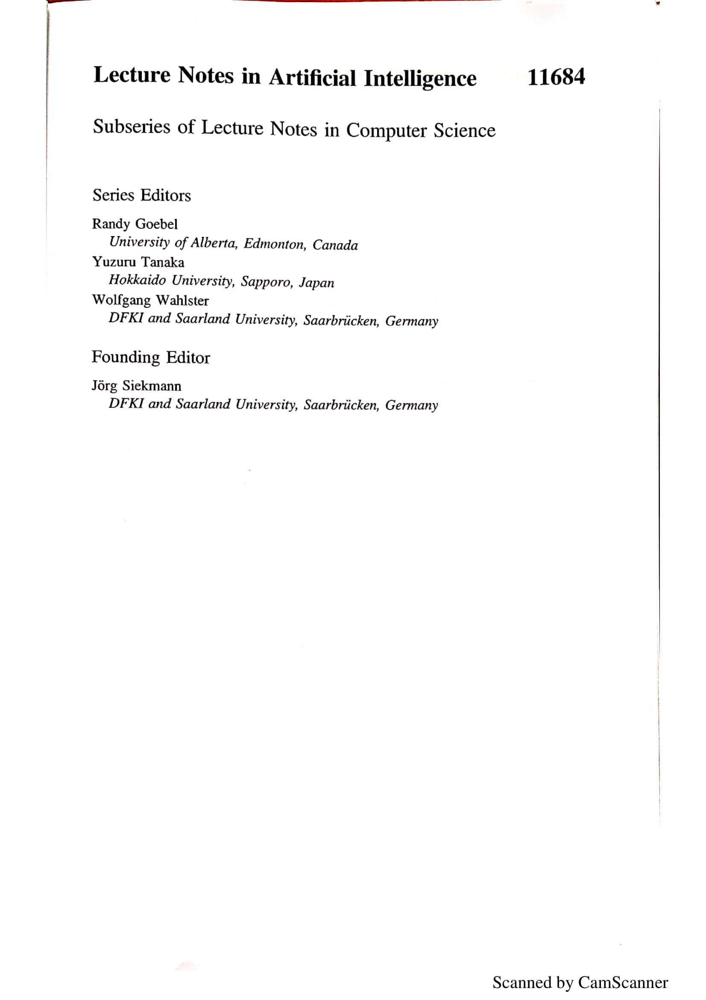 Lecture Notes in Artificial Intelligence 11684
Subseries of Lecture Notes in Computer Science
Series Editors
Randy Goebel
University of Alberta, Edmonton, Canada
Yuzuru Tanaka
Hokkaido University, Sapporo, Japan
Wolfgang Wahlster
DFKI and Saarland University, Saarbrücken, Germany
Founding Editor
Jörg Siekmann
DFKI and Saarland University, Saarbrücken, Germany
Scanned by CamScanner